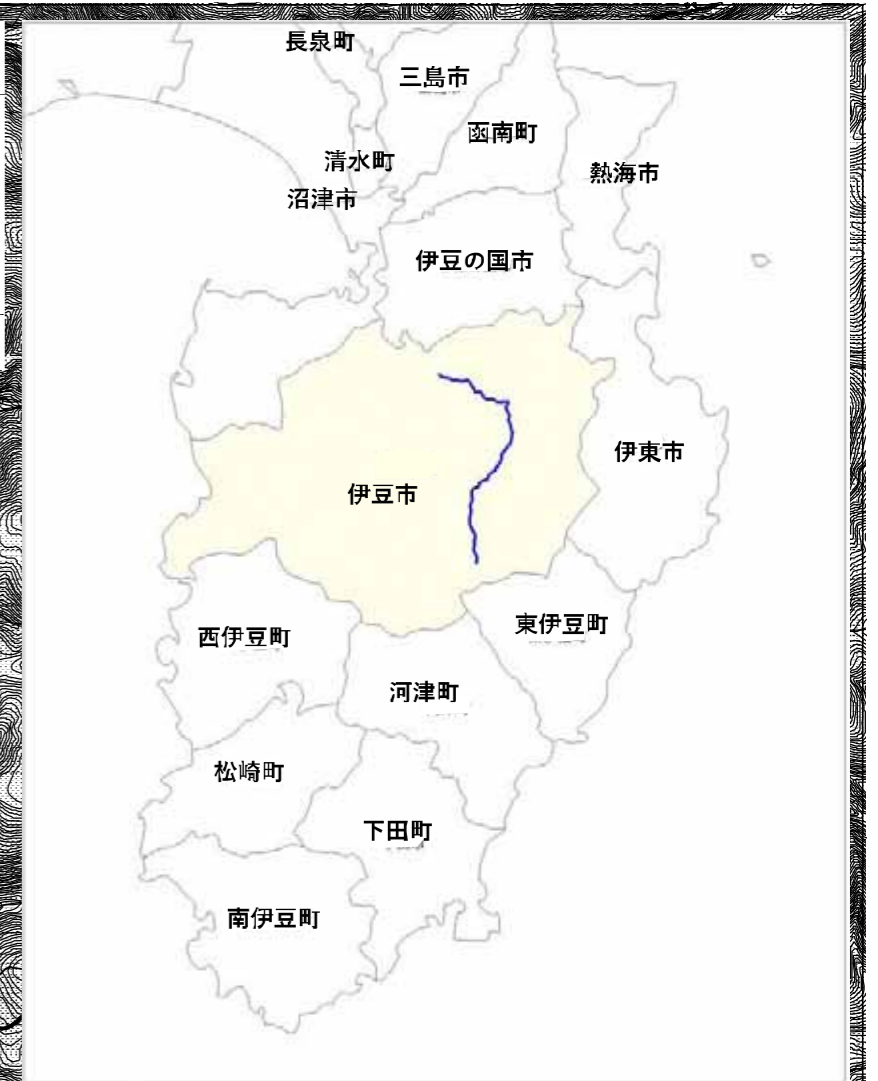 長泉町
三島市
函南町
清水町
熱海市
沼津市
伊豆の国市
伊東市
伊豆市
東伊豆町
西伊豆町
河津町
松崎町
下田町
南伊豆町